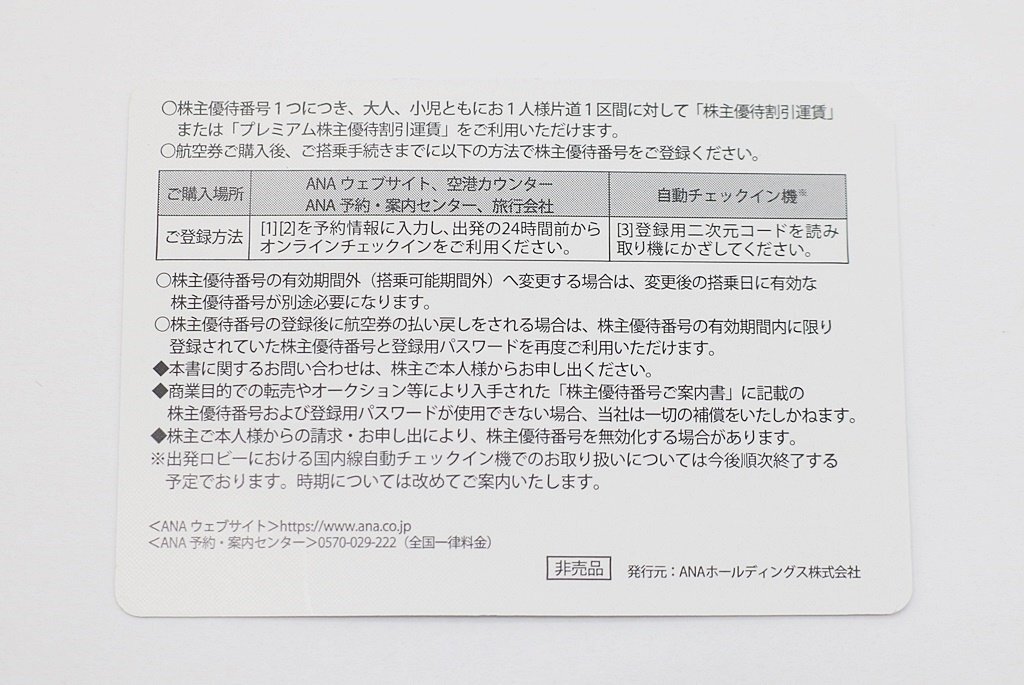 ○株主優待番号1つにつき、大人、小児ともにお1人様片道1区間に対して「株主優待割引運賃」
または「プレミアム株主優待割引運賃」をご利用いただけます。
○航空券ご購入後、ご搭乗手続きまでに以下の方法で株主優待番号をご登録ください。
ご購入場所
ANA ウェブサイト、空港カウンター
ANA 予約・案内センター、旅行会社
自動チェックイン機※
ご登録方法
[1][2]を予約情報に入力し、出発の24時間前から
オンラインチェックインをご利用ください。
[3]登録用二次元コードを読み
取り機にかざしてください。
○株主優待番号の有効期間外（搭乗可能期間外）へ変更する場合は、変更後の搭乗日に有効な
株主優待番号が別途必要になります。
○株主優待番号の登録後に航空券の払い戻しをされる場合は、株主優待番号の有効期間内に限り
登録されていた株主優待番号と登録用パスワードを再度ご利用いただけます。
◆本書に関するお問い合わせは、株主ご本人様からお申し出ください。
◆商業目的での転売やオークション等により入手された「株主優待番号ご案内書」に記載の
株主優待番号および登録用パスワードが使用できない場合、当社は一切の補償をいたしかねます。
◆株主ご本人様からの請求・お申し出により、株主優待番号を無効化する場合があります。
※出発ロビーにおける国内線自動チェックイン機でのお取り扱いについては今後順次終了する
予定でおります。時期については改めてご案内いたします。
＜ANA ウェブサイト＞https://www.ana.co.jp
＜ANA 予約・案内センター＞0570-029-222（全国一律料金）
非売品 発行元：ANAホールディングス株式会社